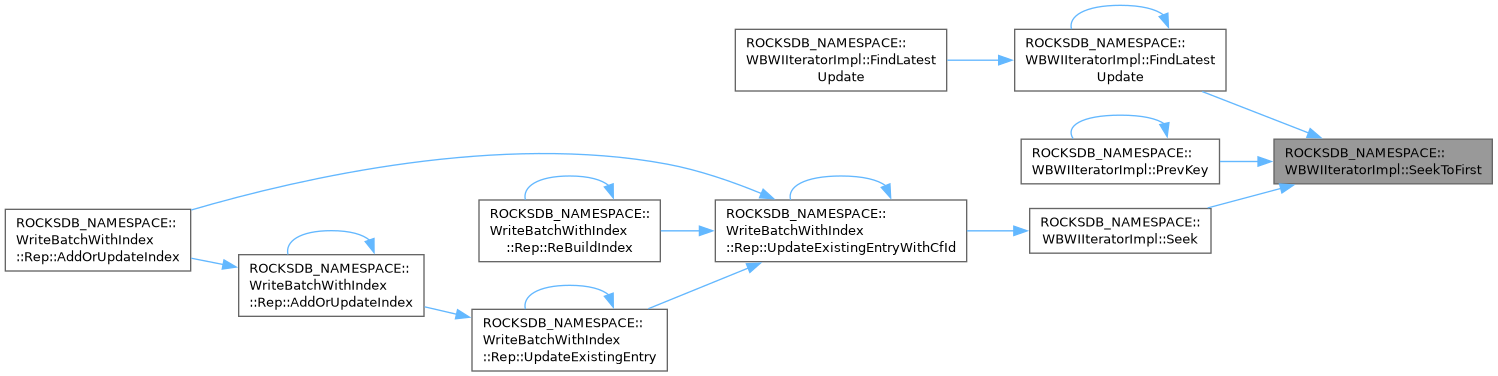 ROCKSDB_NAMESPACE::
WBWIIteratorImpl::FindLatest
Update
ROCKSDB_NAMESPACE::
WBWIIteratorImpl::FindLatest
Update
ROCKSDB_NAMESPACE::
WBWIIteratorImpl::PrevKey
ROCKSDB_NAMESPACE::
WBWIIteratorImpl::SeekToFirst
ROCKSDB_NAMESPACE::
WriteBatchWithIndex
::Rep::AddOrUpdateIndex
ROCKSDB_NAMESPACE::
WriteBatchWithIndex
::Rep::AddOrUpdateIndex
ROCKSDB_NAMESPACE::
WriteBatchWithIndex
::Rep::ReBuildIndex
ROCKSDB_NAMESPACE::
WriteBatchWithIndex
::Rep::UpdateExistingEntry
ROCKSDB_NAMESPACE::
WriteBatchWithIndex
::Rep::UpdateExistingEntryWithCfId
ROCKSDB_NAMESPACE::
WBWIIteratorImpl::Seek